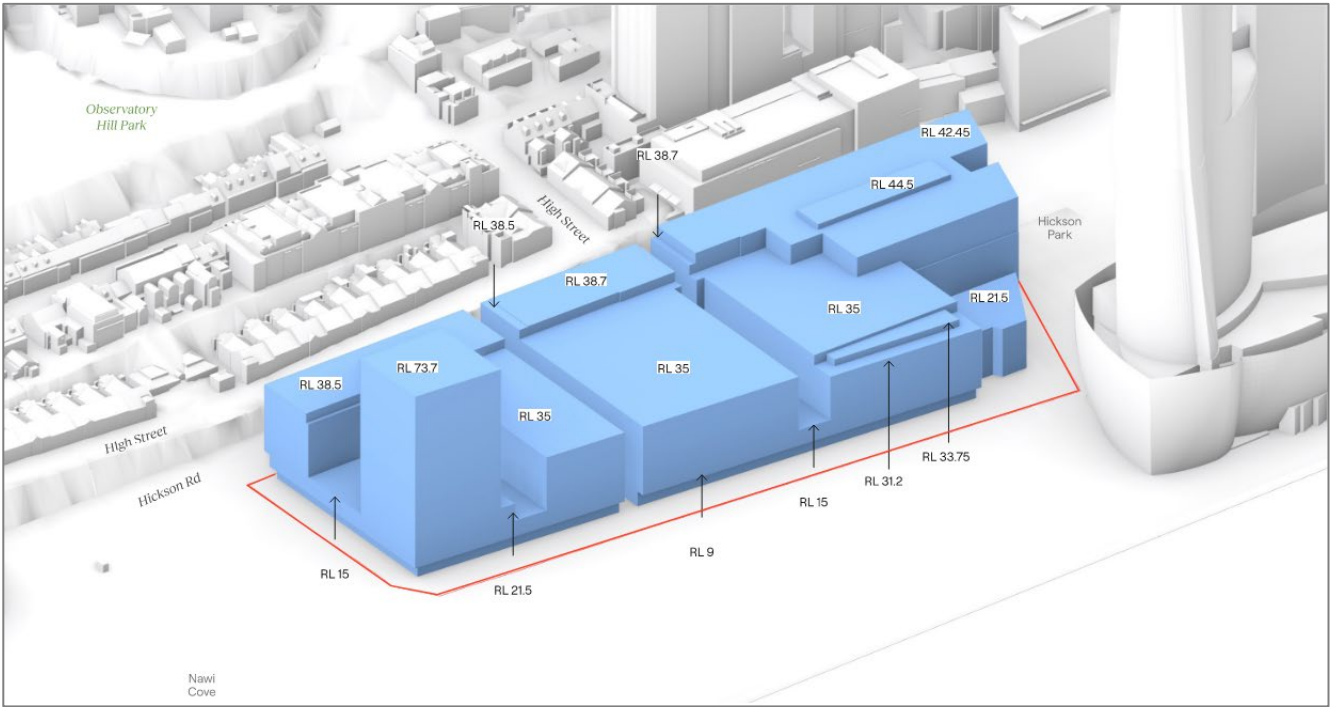 Observatory
Hill Park
RL 42.45
RL 38.7
RL 44.5
High Street
RL 38.5
Hickson
Park
RL 38.7
RL 21.5
RL 35
RL 73.7
RL 35
RL 38.5
RL 35
High Street
RL 33.75
Hickson Rd
RL 31.2
RL 15
RL 9
RL 15
RL 21.5
Nawi
Cove